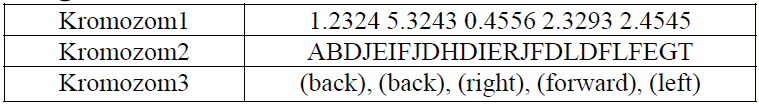 Kromozom1 1.2324 5.3243 0.4556 2.3293 2.4545
Kromozom2 ABDJEIFJDHDIERJFDLDFLFEGT
Kromozom3 (back), (back), (right), (forward), (left)